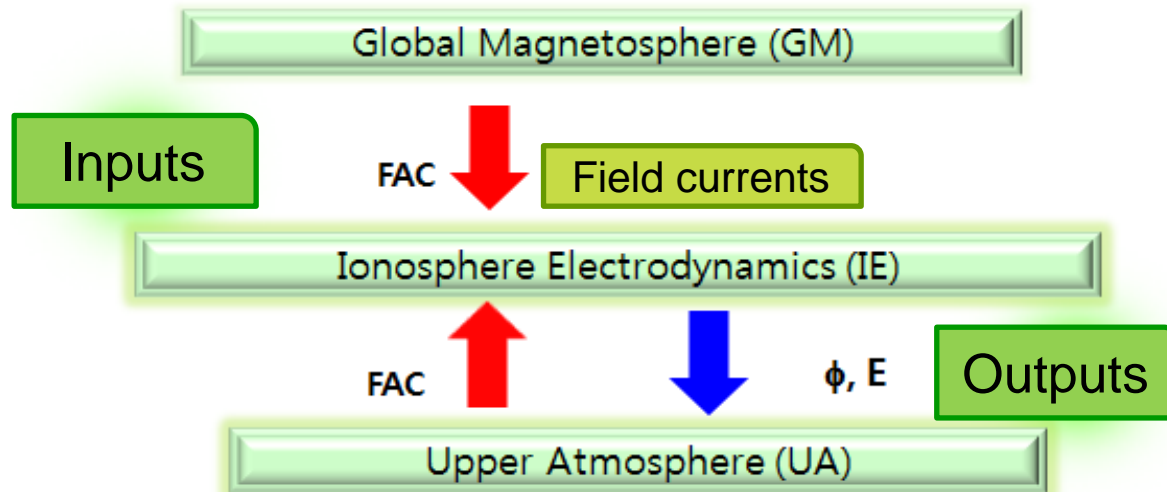 Global Magnetosphere (GM)
Inputs
FAC
Field currents
Ionosphere Electrodynamics (IE)
FAC
ϕ, E
Outputs
Upper Atmosphere (UA)